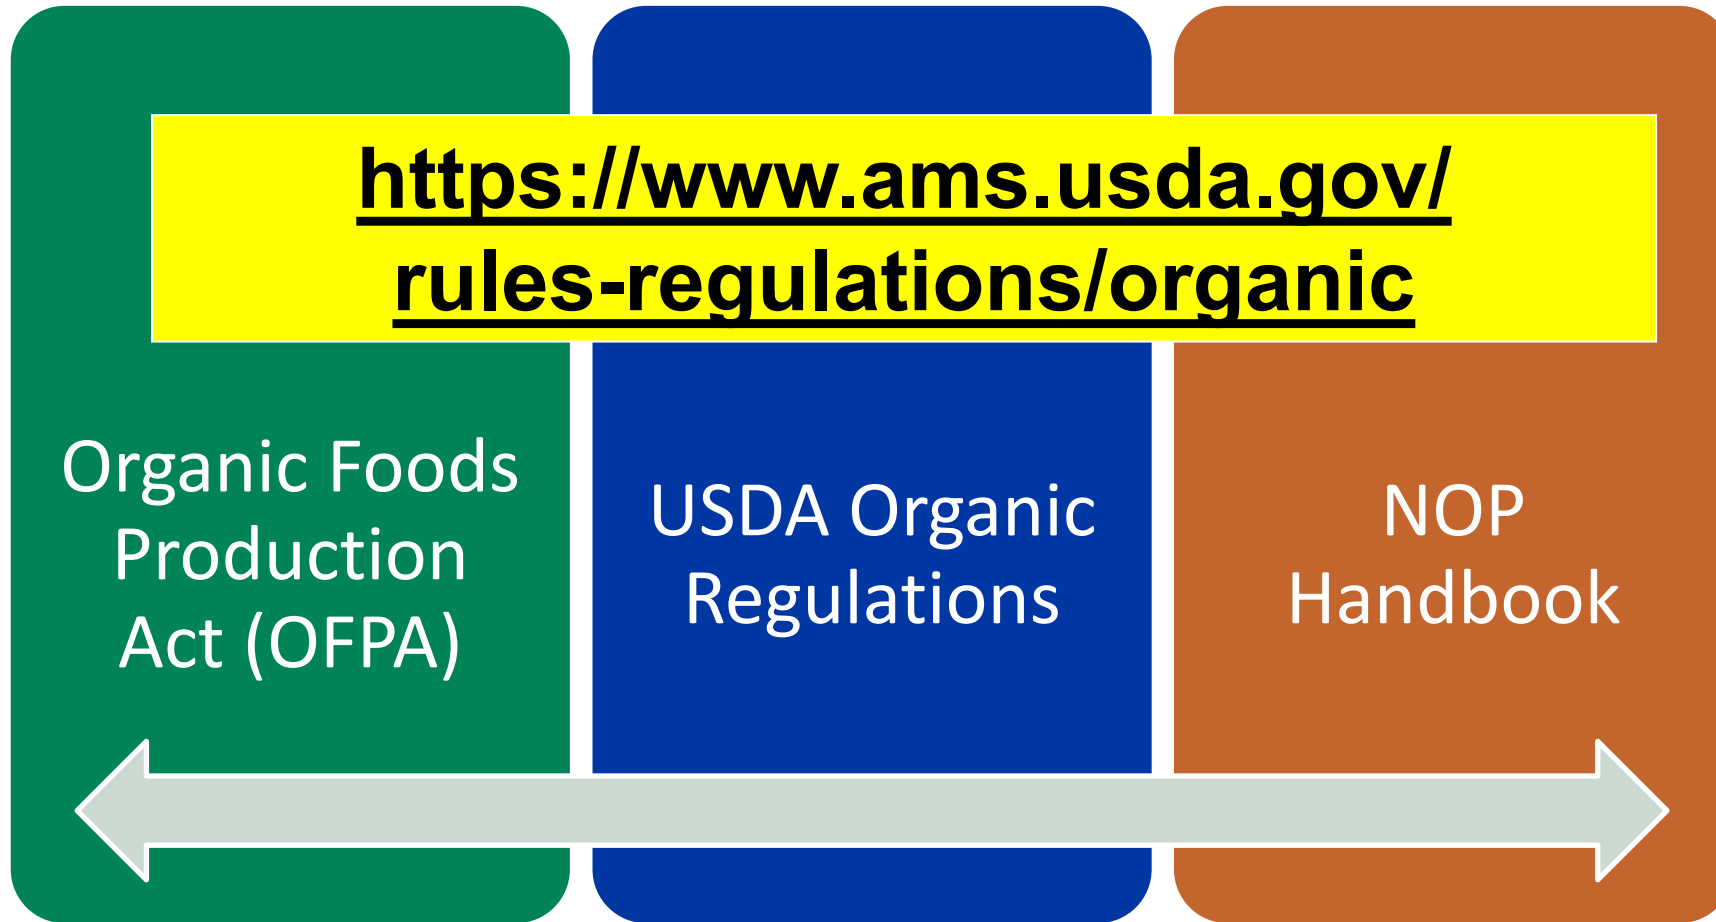 https://www.ams.usda.gov/
rules-regulations/organic
Organic Foods
Production
Act (OFPA)
USDA Organic
Regulations
NOP
Handbook